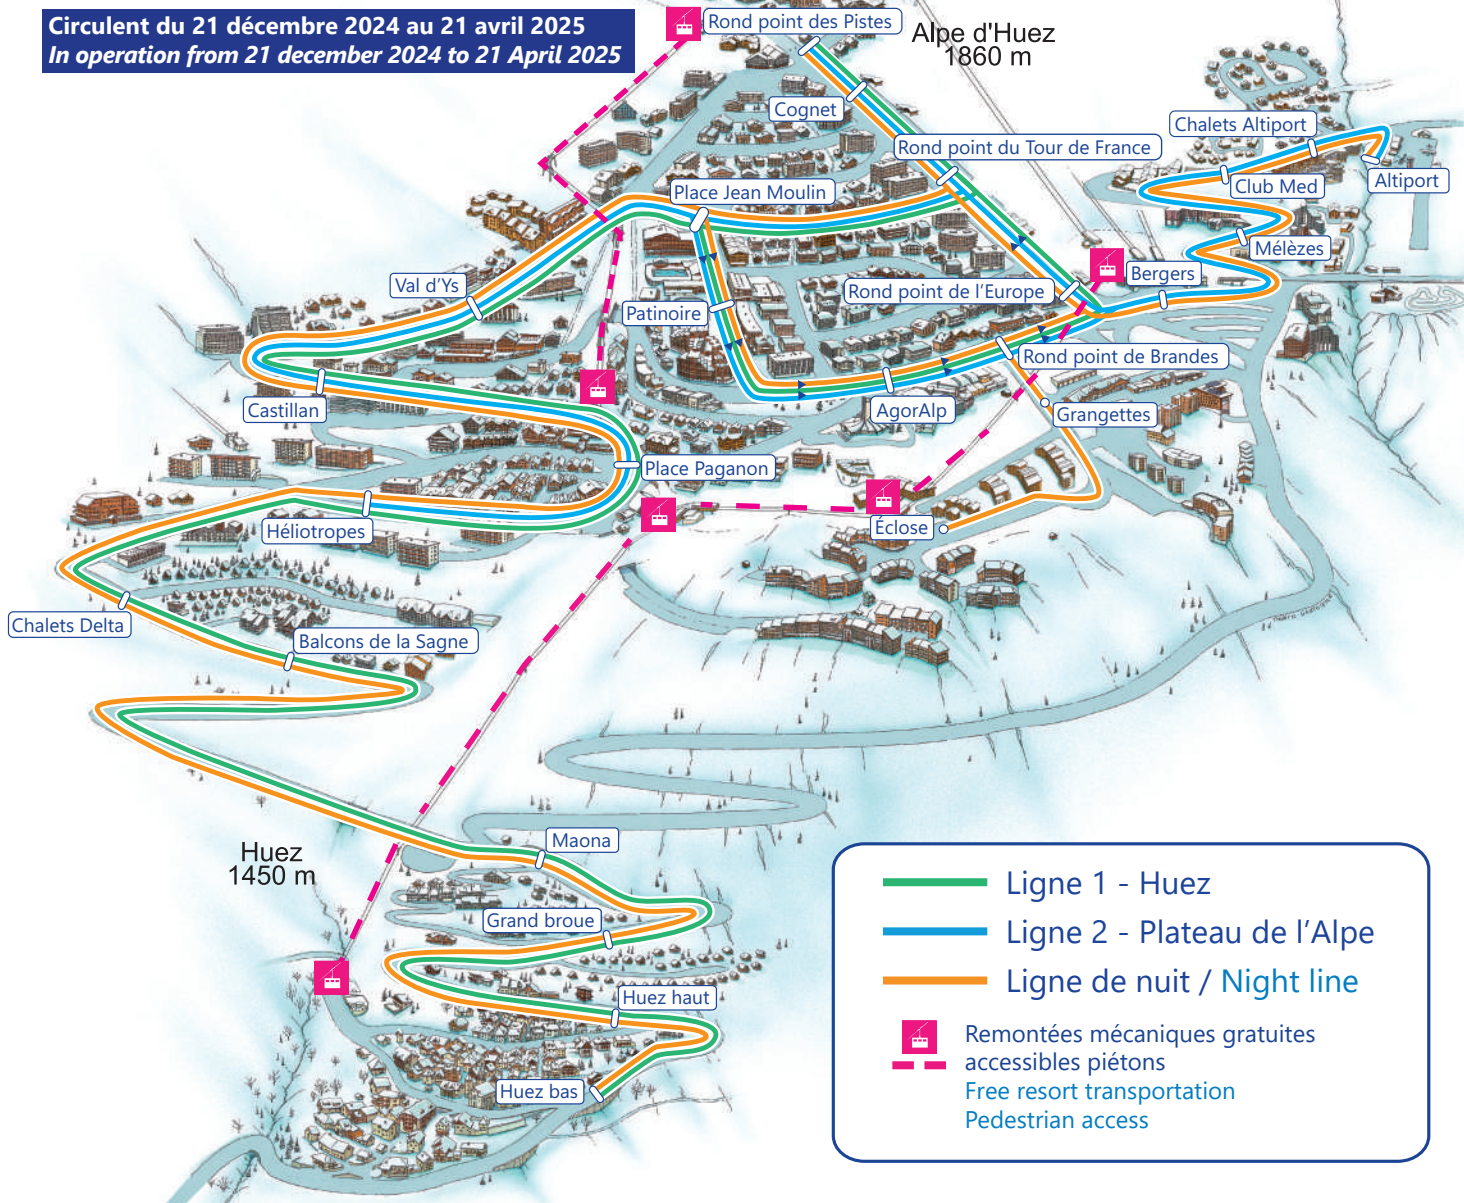 Circulent du 21 décembre 2024 au 21 avril 2025
In operation from 21 december 2024 to 21 April 2025
Rond point des Pistes
Alpe d'Huez
1860 m
Cognet
Chalets Altiport
Rond point du Tour de France
Place Jean Moulin
Club Med
Altiport
Mélèzes
Val d'Ys
Bergers
Rond point de l'Europe
Patinoire
Rond point de Brandes
Castillan
AgorAlp
Grangettes
Place Paganon
Héliotropes
Éclose
Chalets Delta
Balcons de la Sagne
Maona
Huez
1450 m
Grand broue
Huez haut
Huez bas
Ligne 1 - Huez
Ligne 2 - Plateau de l'Alpe
Ligne de nuit / Night line
Remontées mécaniques gratuites
accessibles piétons
Free resort transportation
Pedestrian access